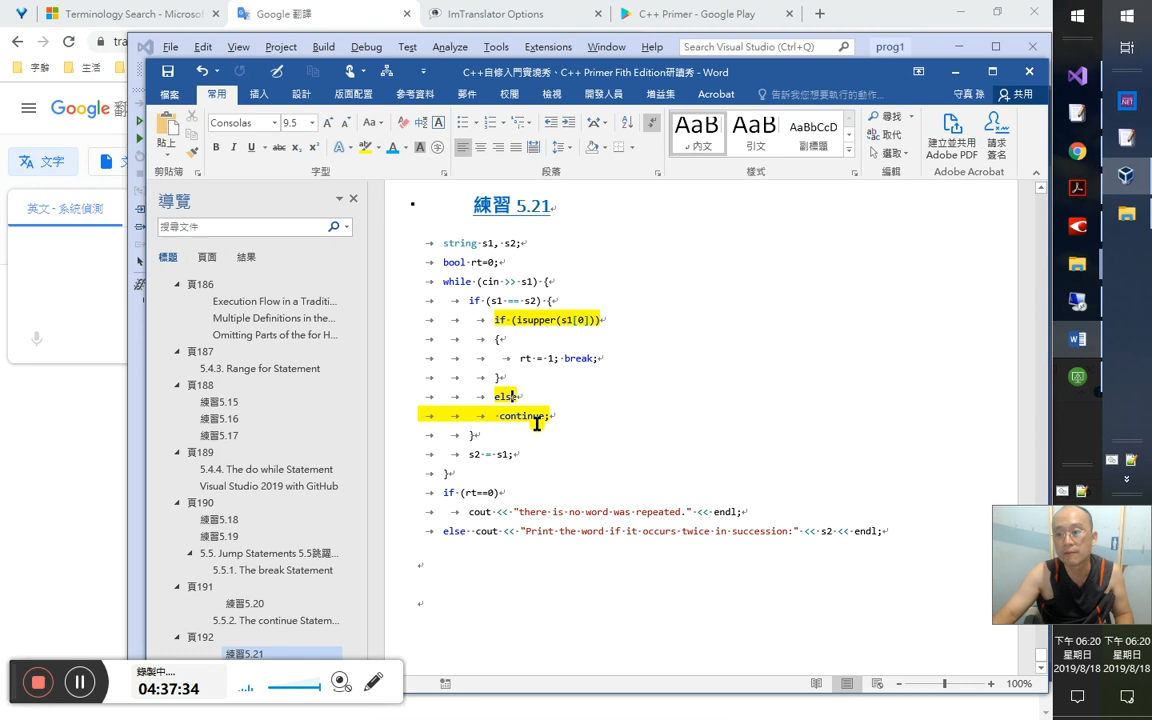 Terminology Search - Microsof
Google 翻譯
ImTranslator Options
C++ Primer - Google Play
tra
File Edit View Project Build Debug Test Analyze Tools Extensions Window Help
Search Visual Studio (Ctrl+Q)
prog1
字辭
生活
C++自修入門實境秀、C++ Primer Fith Edition研讀秀 - Word
檔案 常用 插入 設計 版面配置 參考資料 郵件 校閱 檢視 開發人員 增益集 Acrobat 告訴我您想要執行的動作... 守真 孫 共用
Google 翻
文字
英文 - 系統偵測
貼上
Consolas 9.5
AaB AaB AaBbCcD
內文 引文 副標題
尋找
取代
選取
建立並共用 Adobe PDF
請求 簽名
剪貼簿 字型 段落 樣式 編輯 Adobe Acrobat
導覽
搜尋文件
標題 頁面 結果
頁186
Execution Flow in a Traditi...
Multiple Definitions in the...
Omitting Parts of the for H...
頁187
5.4.3. Range for Statement
頁188
練習5.15
練習5.16
練習5.17
頁189
5.4.4. The do while Statement
Visual Studio 2019 with GitHub
頁190
練習5.18
練習5.19
5.5. Jump Statements 5.5跳躍...
5.5.1. The break Statement
頁191
練習5.20
5.5.2. The continue Statem...
頁192
練習5.21
練習 5.21
string s1, s2;
bool rt=0;
while (cin >> s1) {
if (s1 == s2) {
if (isupper(s1[0]))
{
rt = 1; break;
}
else
continue;
}
s2 = s1;
}
if (rt==0)
cout << "there is no word was repeated." << endl;
else cout << "Print the word if it occurs twice in succession:" << s2 << endl;
錄製中...
04:37:34
100%
下午 06:20
星期日
2019/8/18
下午 06:20
星期日
2019/8/18